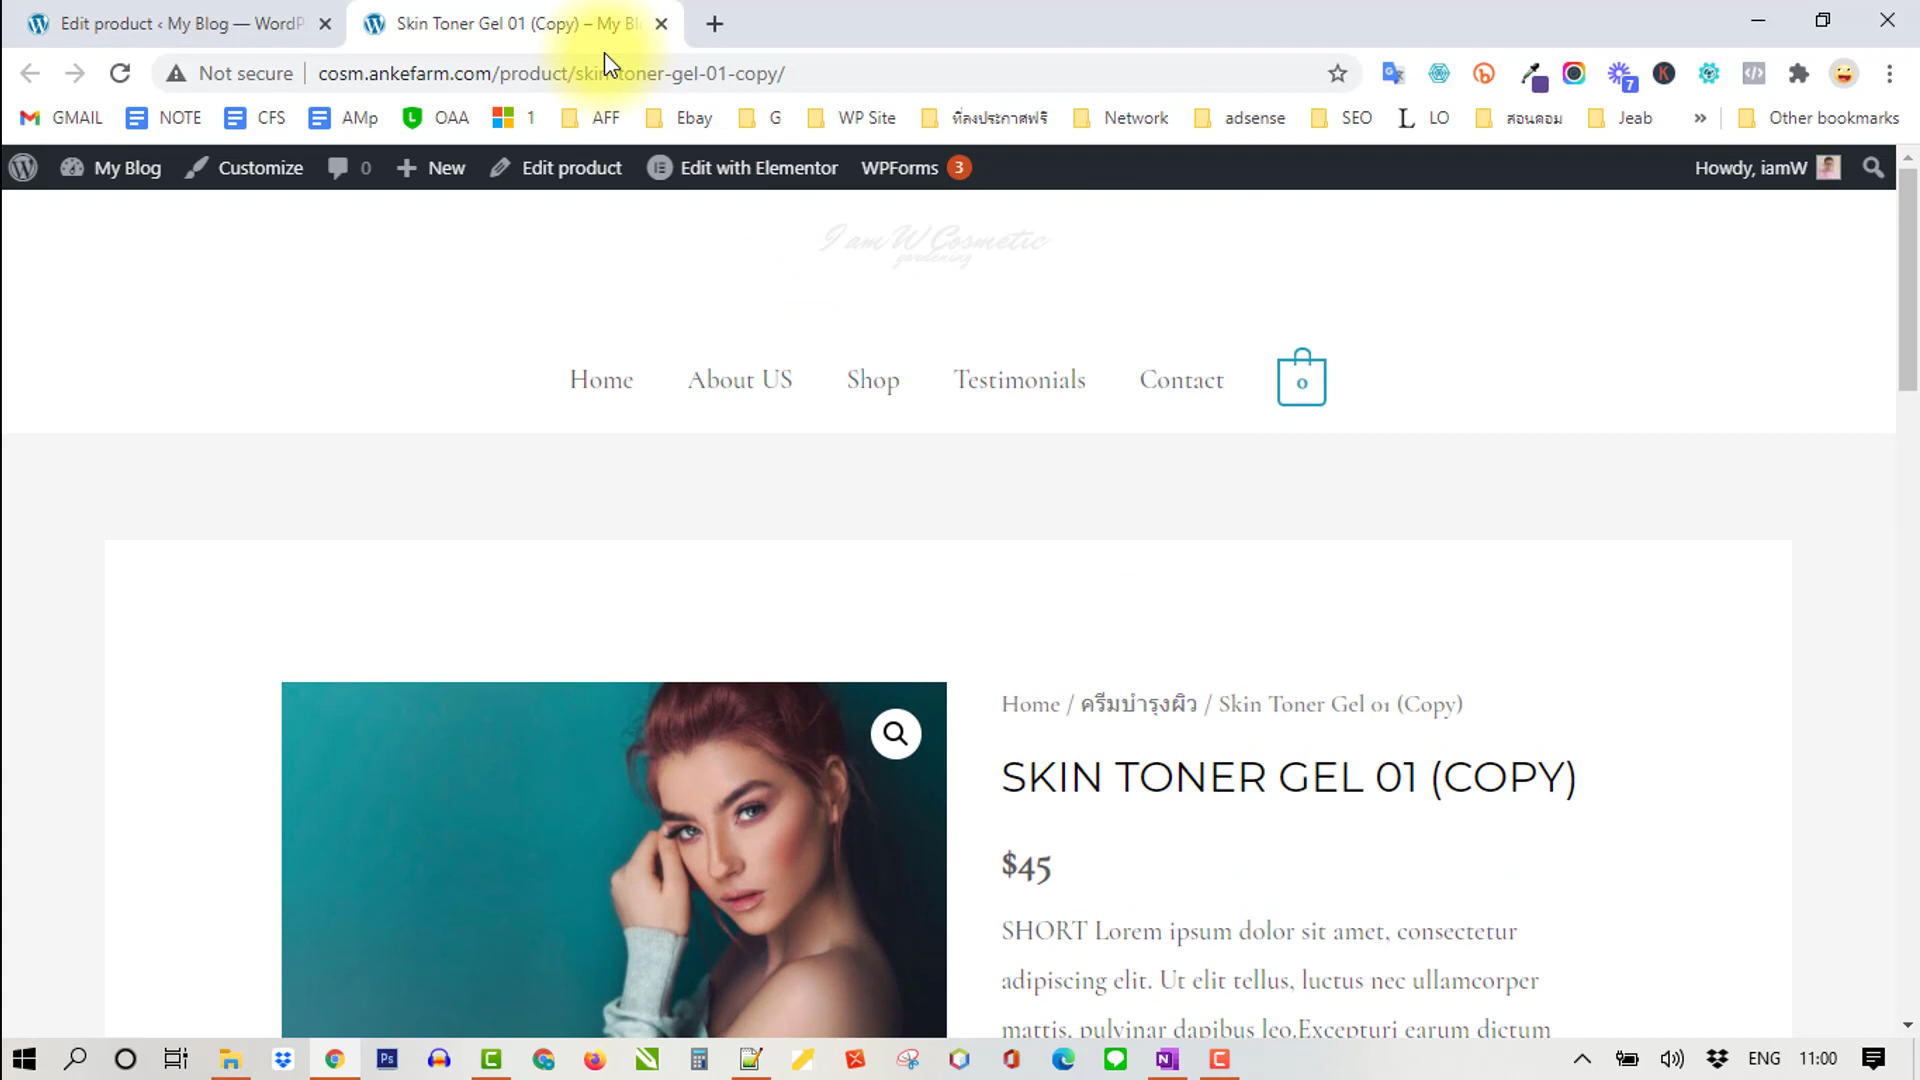 Edit product ‹ My Blog — WordP
Skin Toner Gel 01 (Copy) – My Bl
Not secure
cosm.ankefarm.com/product/skin-toner-gel-01-copy/
7
GMAIL
NOTE
CFS
AMp
OAA
1
AFF
Ebay
G
WP Site
ที่ลงประกาศฟรี
Network
adsense
SEO
LO
สอนคอม
Jeab
»
Other bookmarks
My Blog
Customize
0
New
Edit product
Edit with Elementor
WPForms 3
Howdy, iamW
I am W Cosmetic
gardening
Home
About US
Shop
Testimonials
Contact
0
Home / ครีมบำรุงผิว / Skin Toner Gel 01 (Copy)
SKIN TONER GEL 01 (COPY)
$45
SHORT Lorem ipsum dolor sit amet, consectetur
adipiscing elit. Ut elit tellus, luctus nec ullamcorper
mattis, pulvinar dapibus leo.Excepturi earum dictum
ENG
11:00